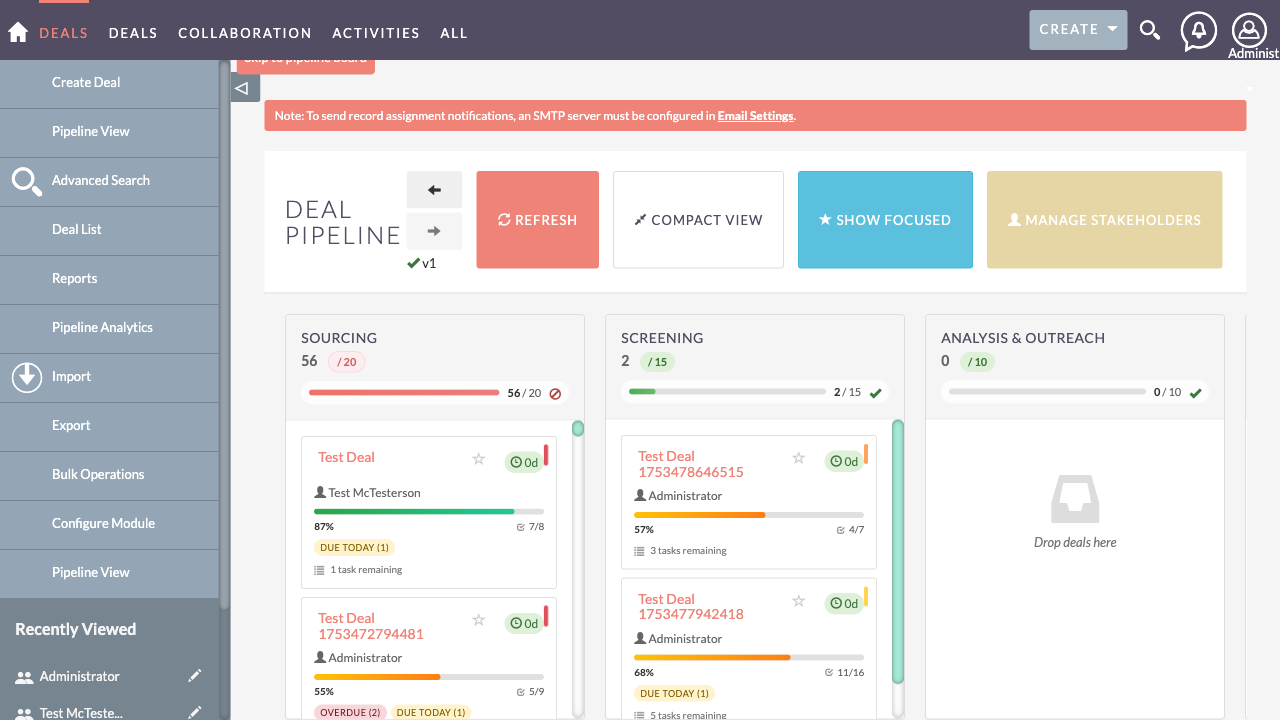 DEALS DEALS COLLABORATION ACTIVITIES ALL CREATE
Administ
Skip to pipeline board
Create Deal
Pipeline View
Advanced Search
Deal List
Reports
Pipeline Analytics
Import
Export
Bulk Operations
Configure Module
Pipeline View
Recently Viewed
Administrator
Test McTeste...
Note: To send record assignment notifications, an SMTP server must be configured in Email Settings.
DEAL
PIPELINE
v1
REFRESH
COMPACT VIEW
SHOW FOCUSED
MANAGE STAKEHOLDERS
SOURCING
56 / 20
56 / 20
Test Deal
0d
Test McTesterson
87% 7/8
DUE TODAY (1)
1 task remaining
Test Deal
1753472794481
0d
Administrator
55% 5/9
OVERDUE (2) DUE TODAY (1)
SCREENING
2 / 15
2 / 15
Test Deal
1753478646515
0d
Administrator
57% 4/7
3 tasks remaining
Test Deal
1753477942418
0d
Administrator
68% 11/16
DUE TODAY (1)
5 tasks remaining
ANALYSIS & OUTREACH
0 / 10
0 / 10
Drop deals here